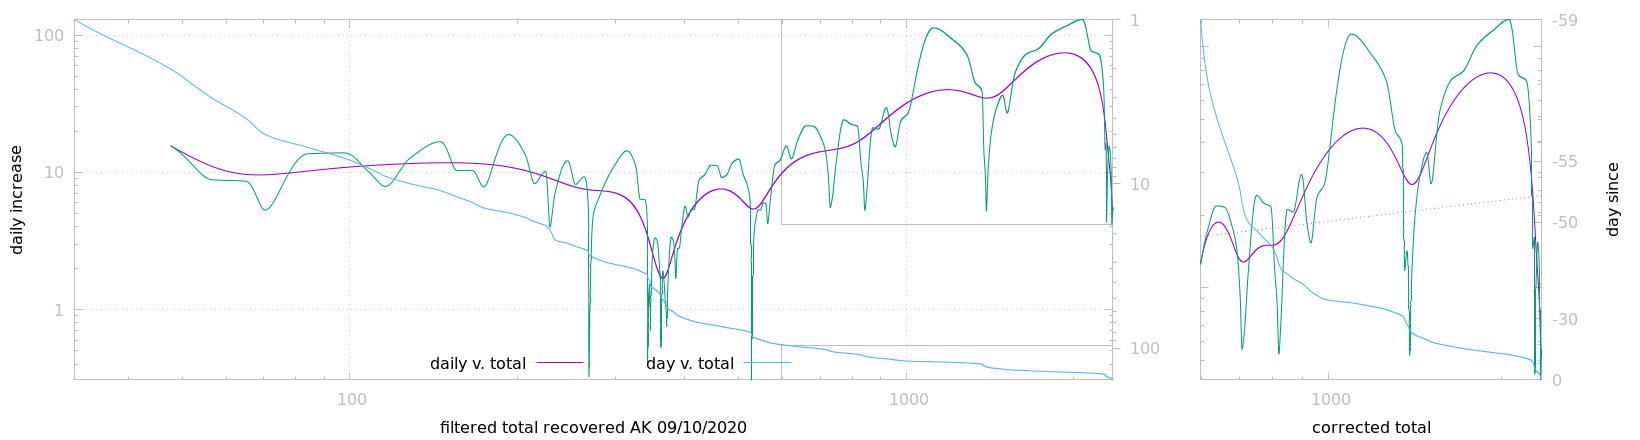 100
10
1
daily increase
daily v. total
day v. total
100
1000
filtered total recovered AK 09/10/2020
1
10
100
1000
corrected total
-59
-55
-50
-30
0
day since